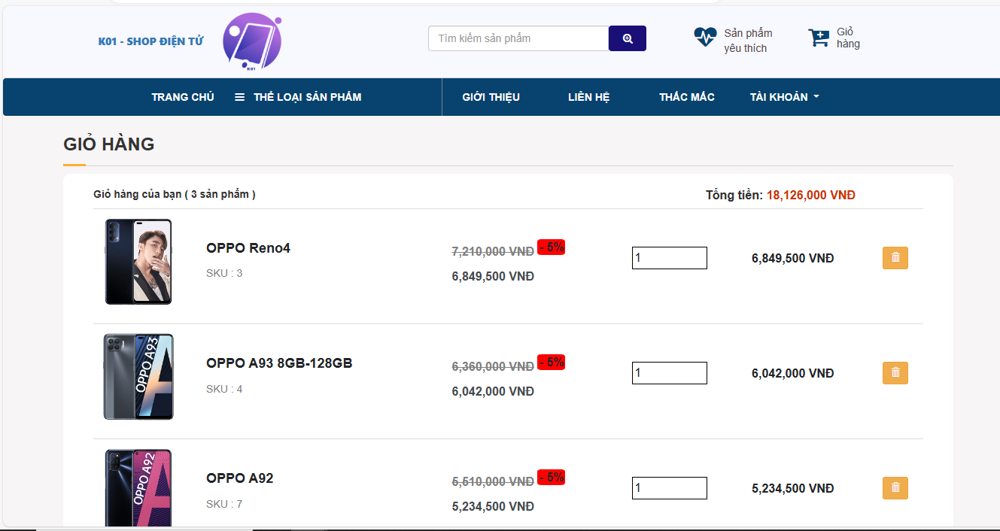 K01 - SHOP ĐIỆN TỬ
K01
Tìm kiếm sản phẩm
Sản phẩm
yêu thích
Giỏ
hàng
TRANG CHỦ
THỂ LOẠI SẢN PHẨM
GIỚI THIỆU
LIÊN HỆ
THẮC MẮC
TÀI KHOẢN
GIỎ HÀNG
Giỏ hàng của bạn ( 3 sản phẩm )
Tổng tiền: 18,126,000 VNĐ
OPPO Reno4
SKU : 3
7,210,000 VNĐ - 5%
6,849,500 VNĐ
1
6,849,500 VNĐ
OPPO A93
OPPO A93 8GB-128GB
SKU : 4
6,360,000 VNĐ - 5%
6,042,000 VNĐ
1
6,042,000 VNĐ
OPPO A92
OPPO A92
SKU : 7
5,510,000 VNĐ - 5%
5,234,500 VNĐ
1
5,234,500 VNĐ